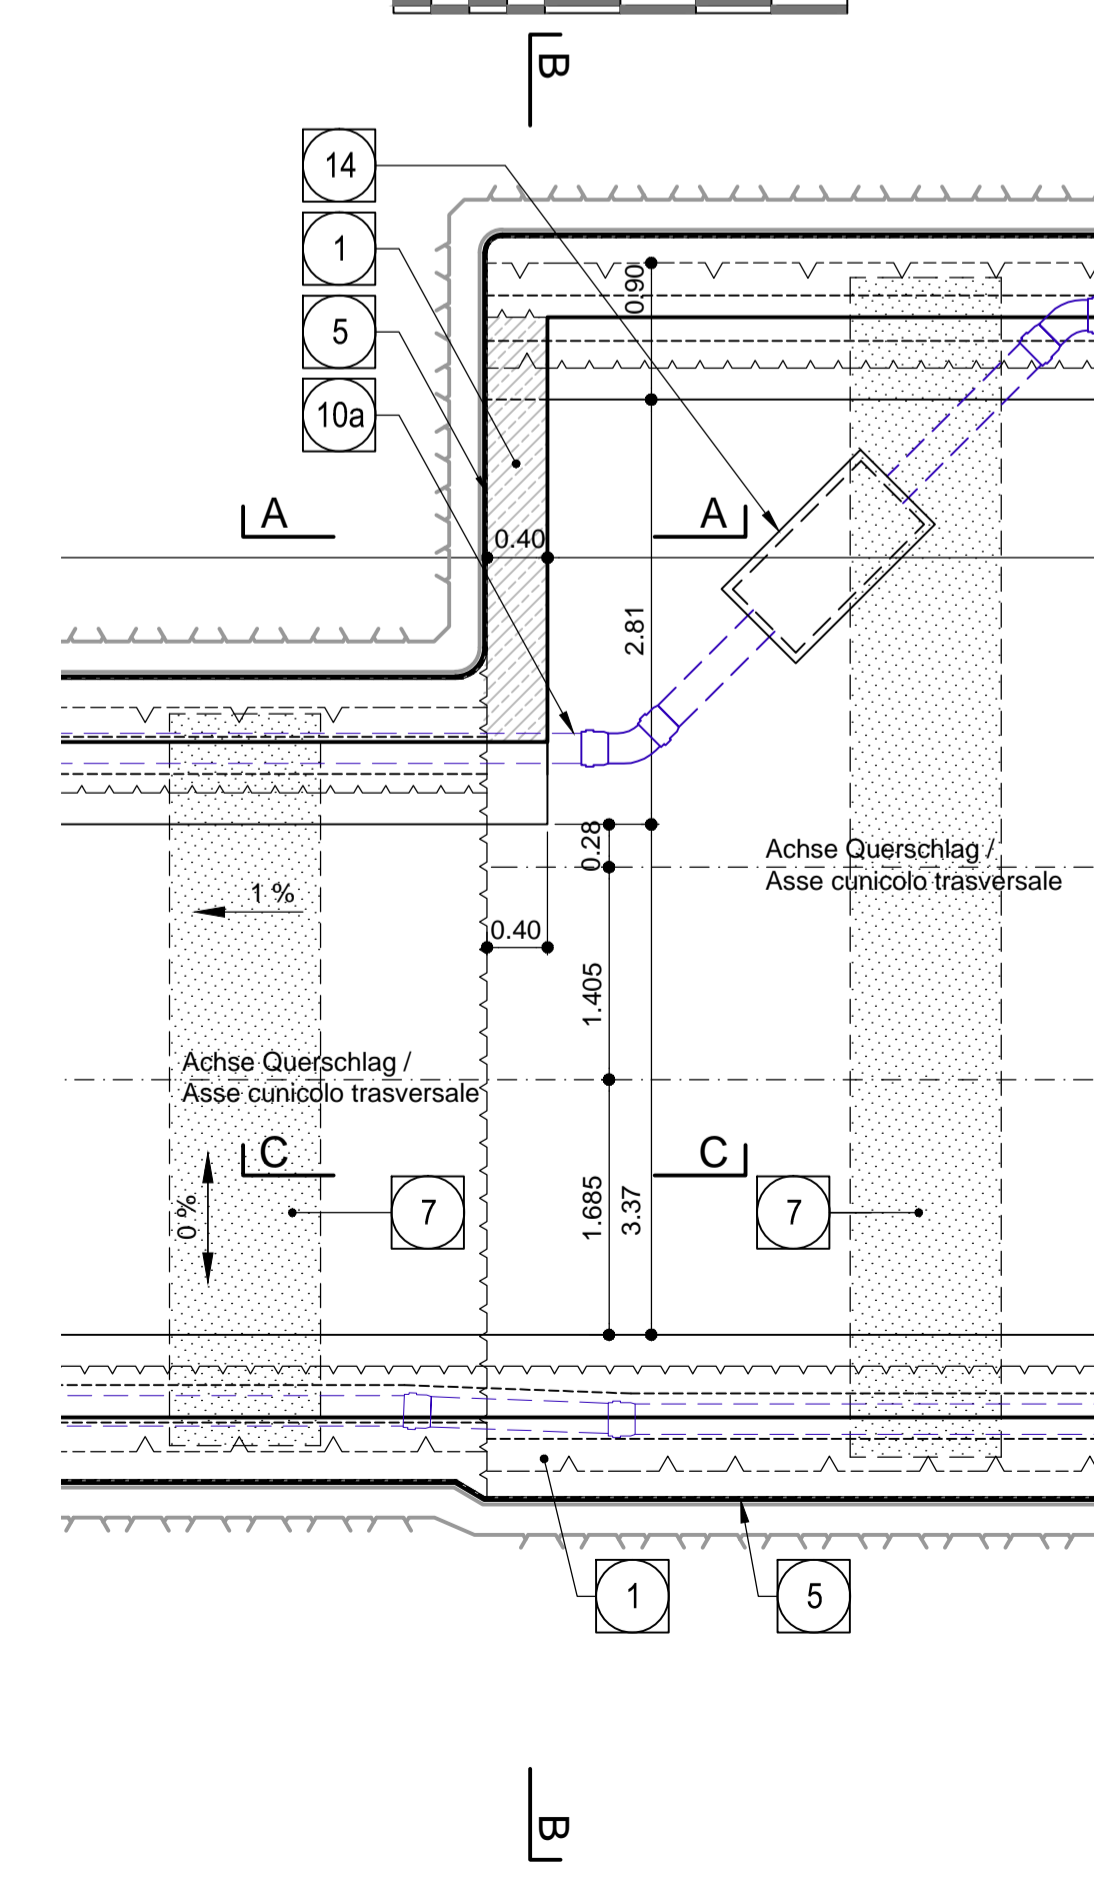 B
14
1
5
10a
0.90
A
A
0.40
2.81
0.28
Achse Querschlag /
Asse cunicolo trasversale
1 %
0.40
1.405
Achse Querschlag /
Asse cunicolo trasversale
C
C
0 %
7
1.685
3.37
7
1
5
B